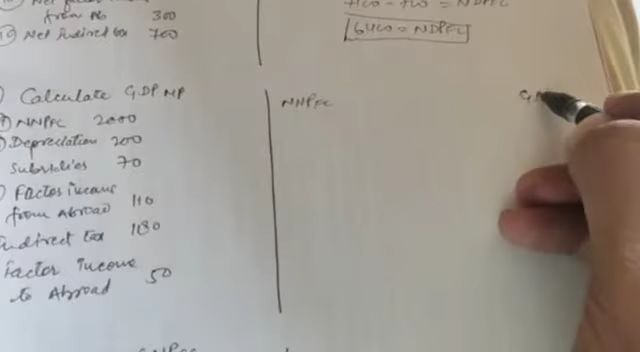 from Ab 300
Net Indirect tax 700
= NDPFC
6400 = NDPFC
Calculate GDP MP
NNPFC 2000
Depreciation 200
Subsidies 70
Factor income
from Abroad 110
Indirect tax 180
Factor Income
to Abroad 50
NNPFC